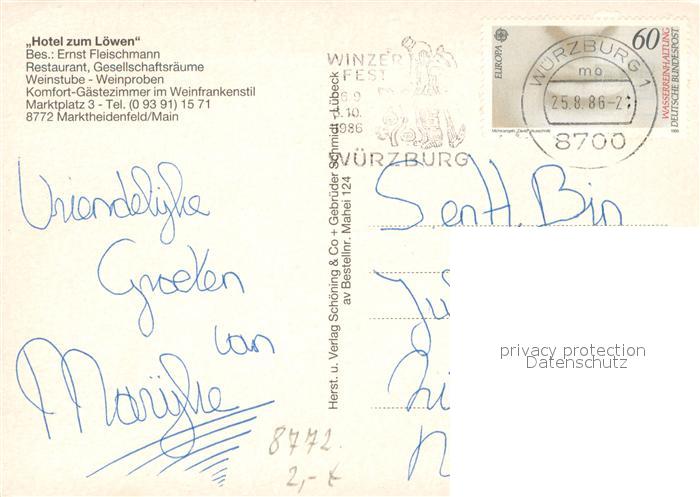 „Hotel zum Löwen“
Bes.: Ernst Fleischmann
Restaurant, Gesellschaftsräume
Weinstube - Weinproben
Komfort-Gästezimmer im Weinfrankenstil
Marktplatz 3 - Tel. (0 93 91) 15 71
8772 Marktheidenfeld/Main
Vriendelijke
Groeten
van
Marijke
8772.
2,-
Herst. u. Verlag Schöning & Co + Gebrüder Schmidt - Lübeck
av Bestellnr. Mahei 124
WINZER
FEST
1986
WÜRZBURG
EUROPA
60
WASSERREINHALTUNG
DEUTSCHE BUNDESPOST
WÜRZBURG 1
mo
25.8.86-2
8700
S. en H. Bin
privacy protection
Datenschutz